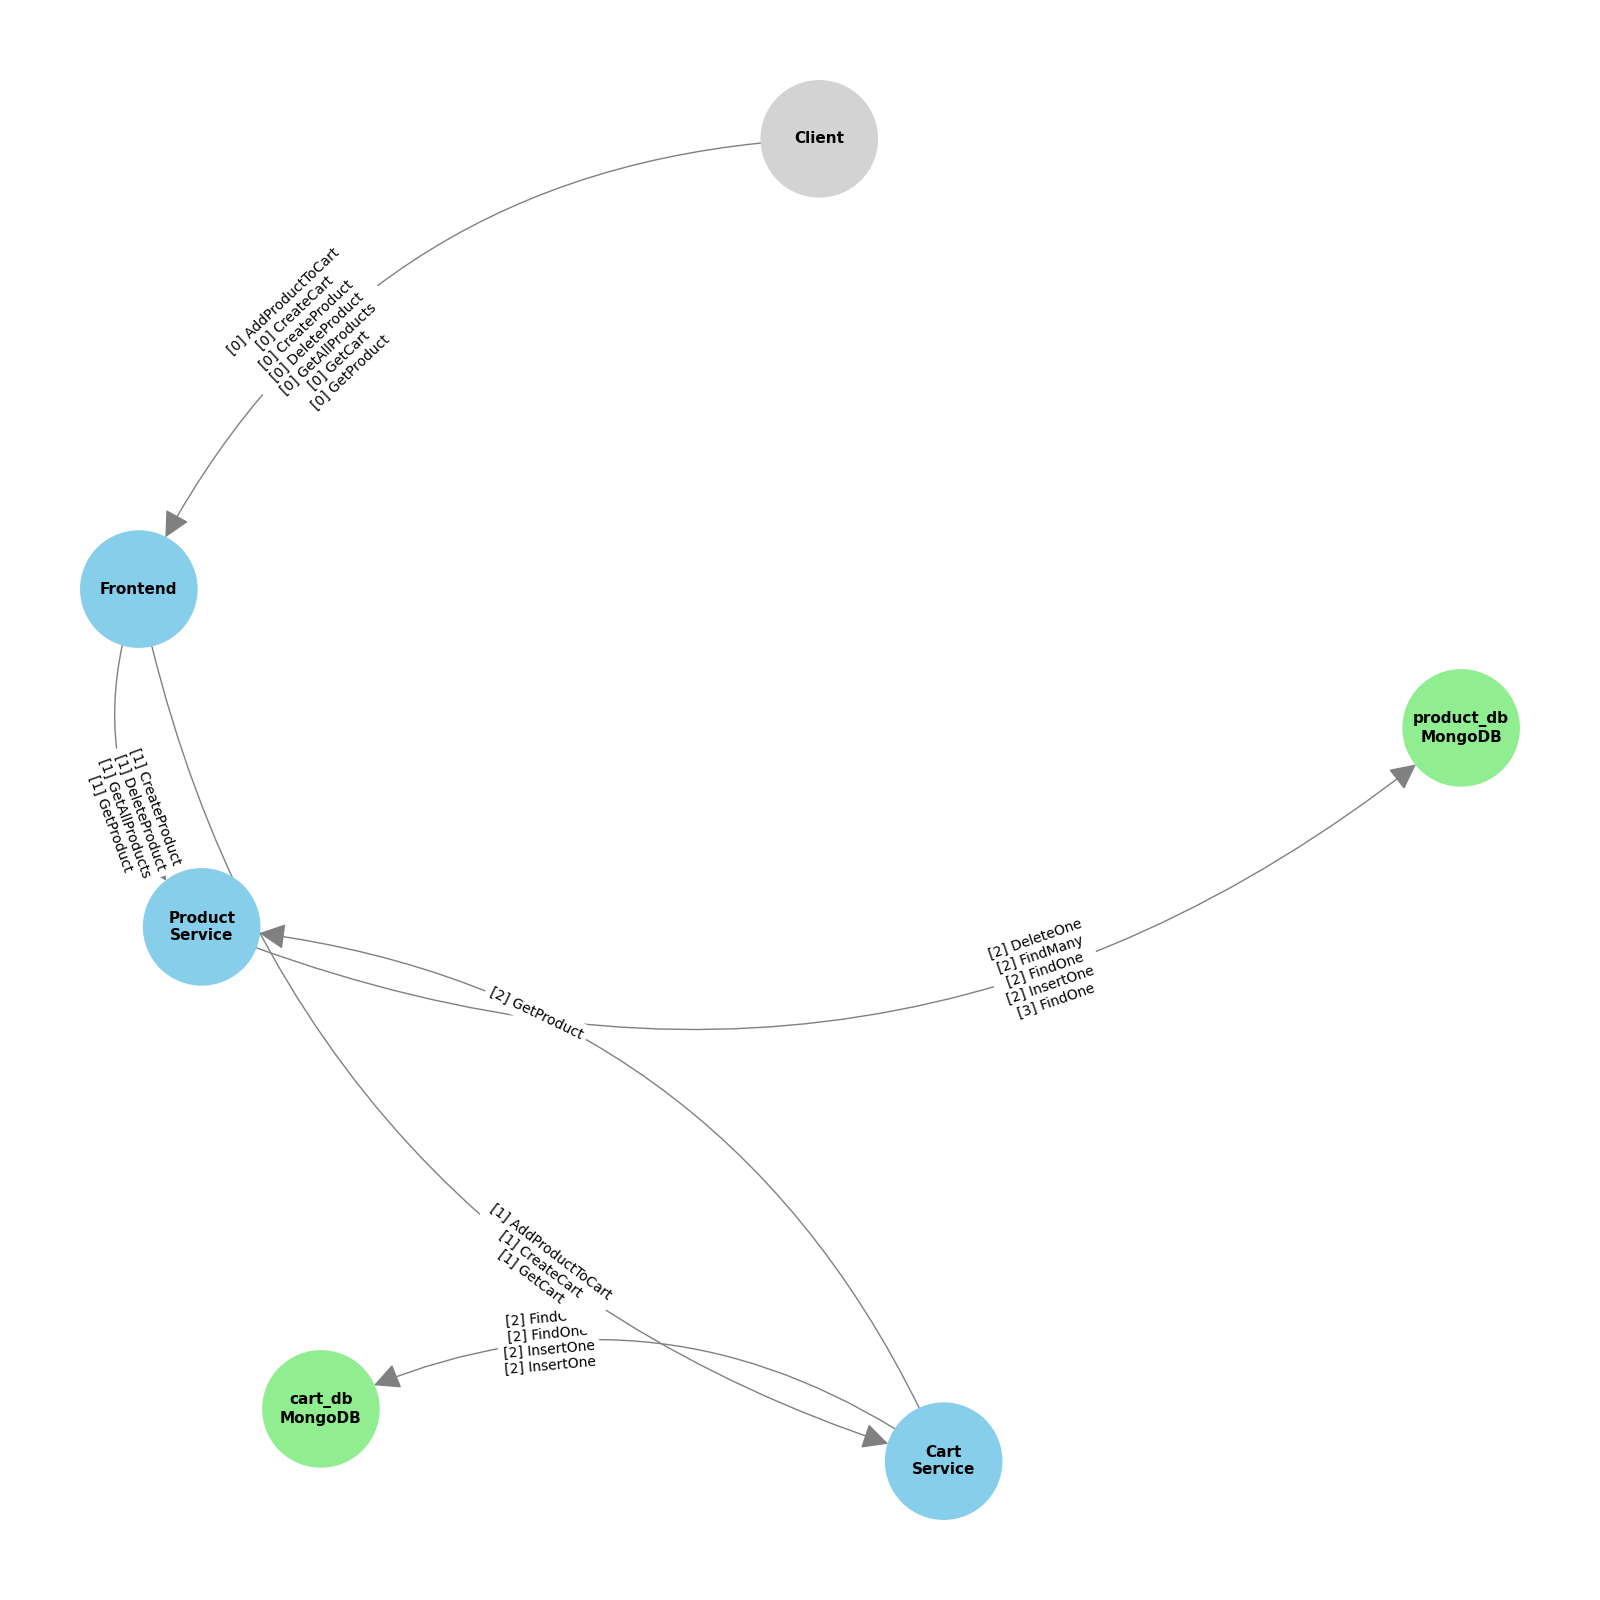 Client
[0] AddProductToCart
[0] CreateCart
[0] CreateProduct
[0] DeleteProduct
[0] GetAllProducts
[0] GetCart
[0] GetProduct
Frontend
product_db
MongoDB
[1] CreateProduct
[1] DeleteProduct
[1] GetAllProducts
[1] GetProduct
Product
Service
[2] DeleteOne
[2] FindMany
[2] FindOne
[2] InsertOne
[3] FindOne
[2] GetProduct
[1] AddProductToCart
[1] CreateCart
[1] GetCart
[2]
[2] FindOne
[2] InsertOne
[2] InsertOne
cart_db
MongoDB
Cart
Service